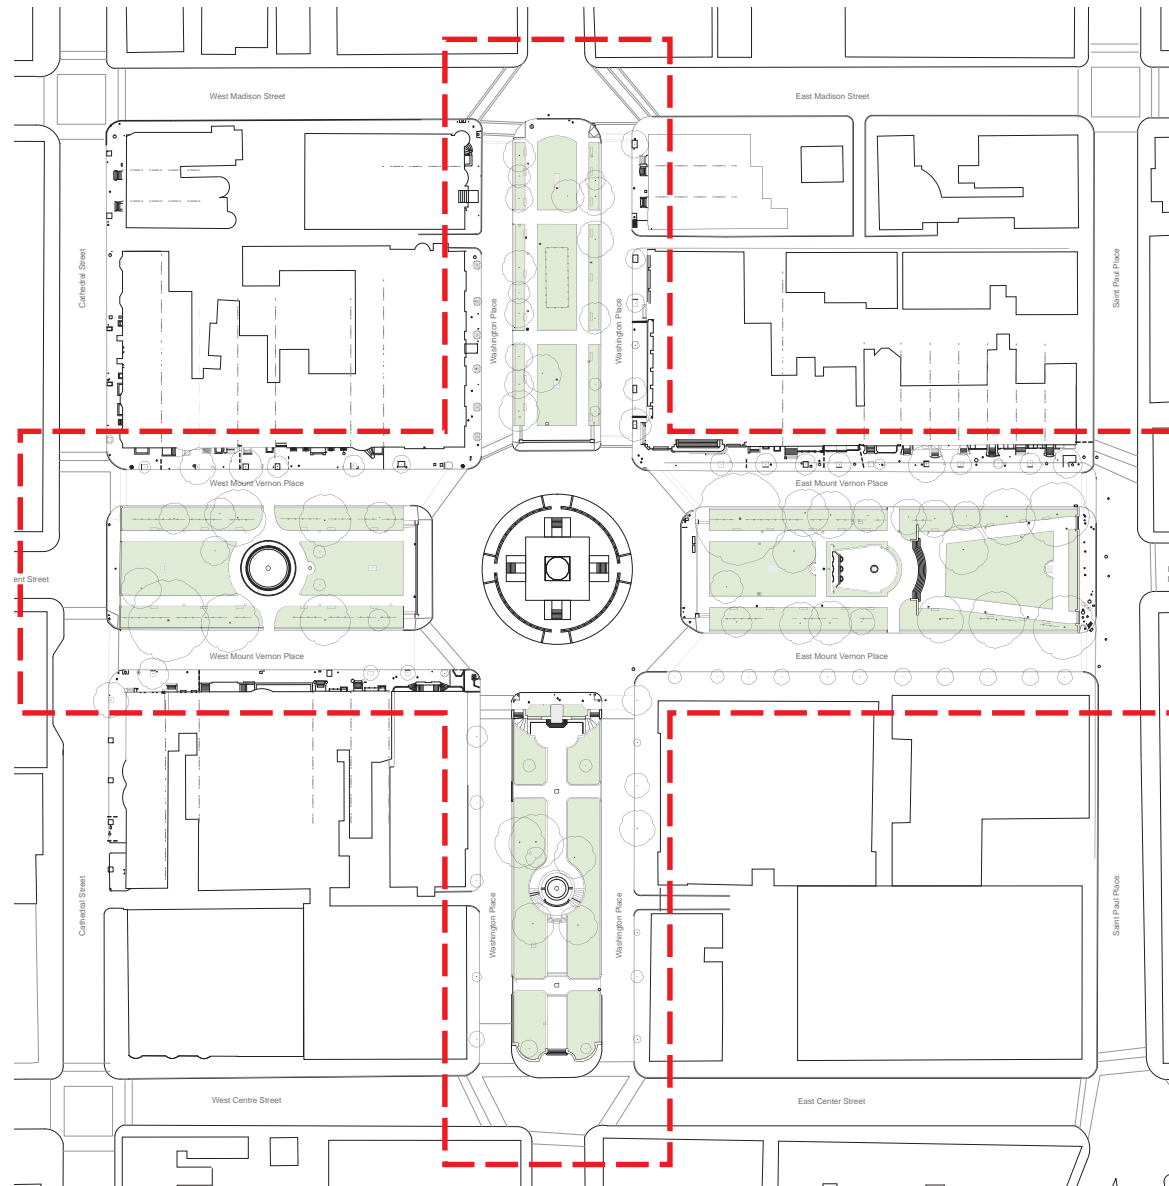 West Madison Street
East Madison Street
Cathedral Street
Washington Place
Washington Place
Saint Paul Place
West Mount Vernon Place
East Mount Vernon Place
ent Street
West Mount Vernon Place
East Mount Vernon Place
Cathedral Street
Washington Place
Washington Place
Saint Paul Place
West Centre Street
East Center Street